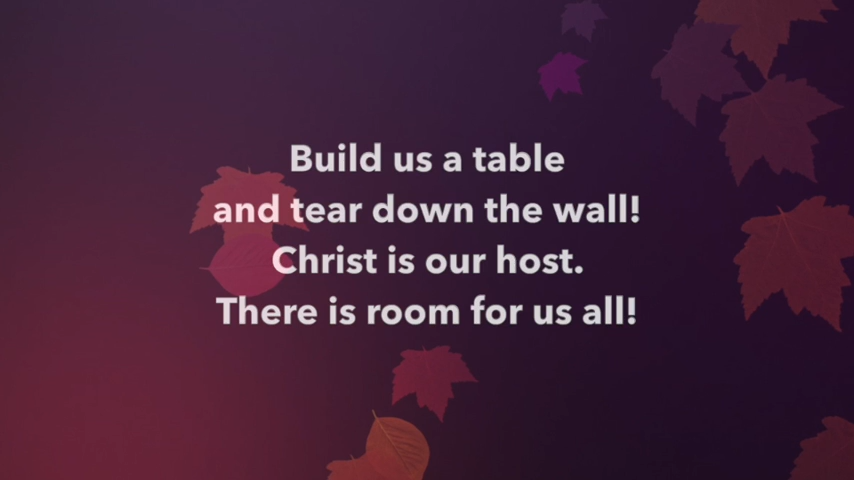 Build us a table
and tear down the wall!
Christ is our host.
There is room for us all!